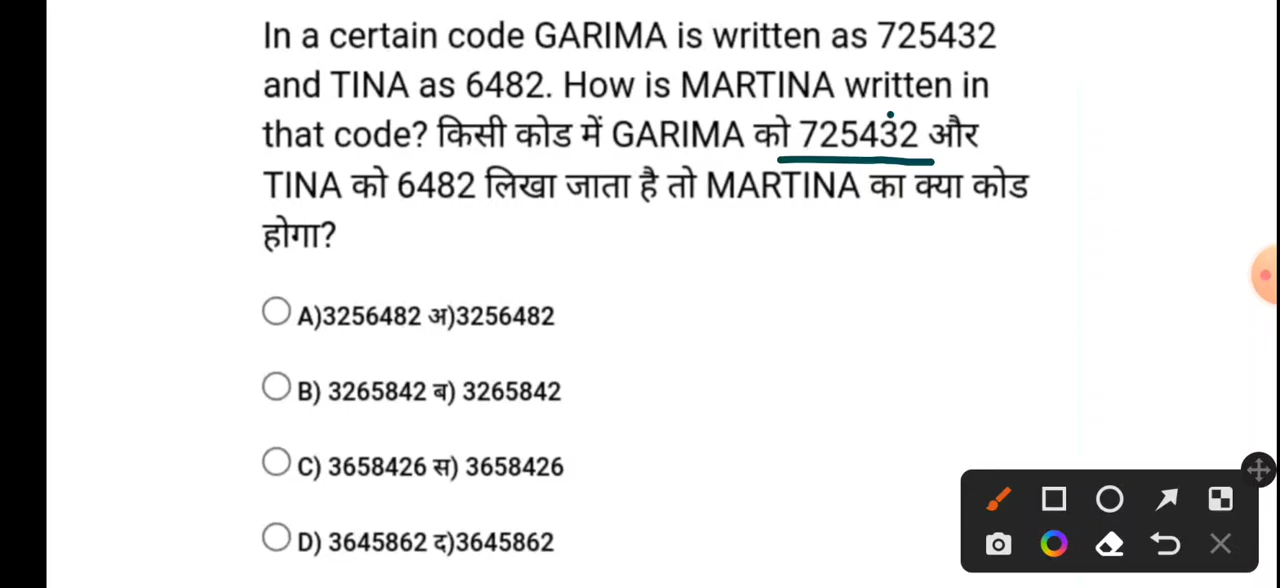 In a certain code GARIMA is written as 725432
and TINA as 6482. How is MARTINA written in
that code? किसी कोड में GARIMA को 725432 और
TINA को 6482 लिखा जाता है तो MARTINA का क्या कोड
होगा?
A)3256482 अ)3256482
B) 3265842 ब) 3265842
C) 3658426 स) 3658426
D) 3645862 द)3645862